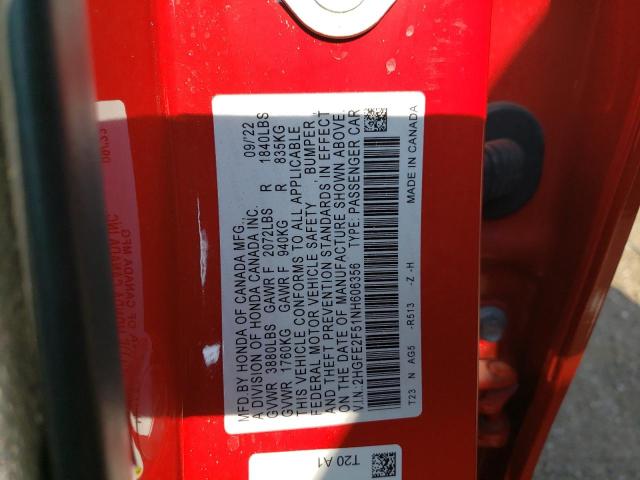 MFD.BY HONDA OF CANADA MFG., 09/22
A DIVISION OF HONDA CANADA INC.
GVWR 3880LBS GAWR F 2072LBS R 1840LBS
GVWR 1760KG GAWR F 940KG R 835KG
THIS VEHICLE CONFORMS TO ALL APPLICABLE
FEDERAL MOTOR VEHICLE SAFETY , BUMPER ,
AND THEFT PREVENTION STANDARDS IN EFFECT
ON THE DATE OF MANUFACTURE SHOWN ABOVE.
V.I.N.:2HGFE2F51NH606356 TYPE: PASSENGER CAR
T23 N AG5 -R513 -Z -H MADE IN CANADA
T20 A1